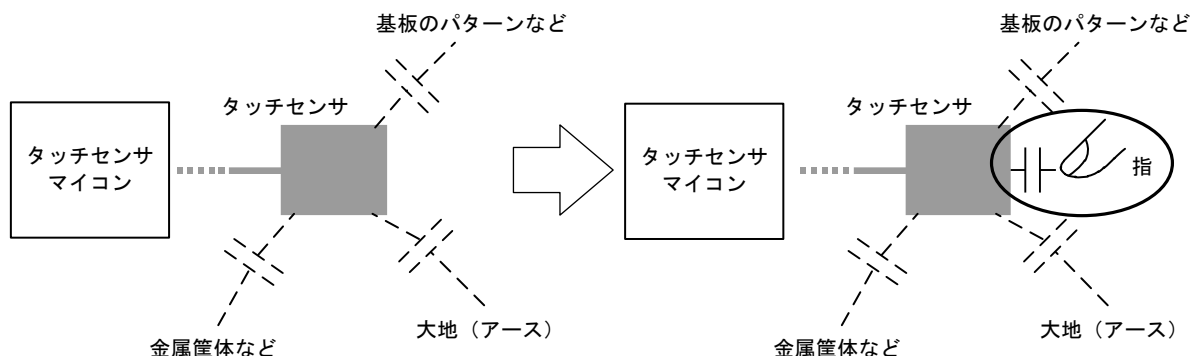 基板のパターンなど
タッチセンサ
タッチセンサ
マイコン
金属筐体など
大地（アース）
基板のパターンなど
タッチセンサ
タッチセンサ
マイコン
指
金属筐体など
大地（アース）